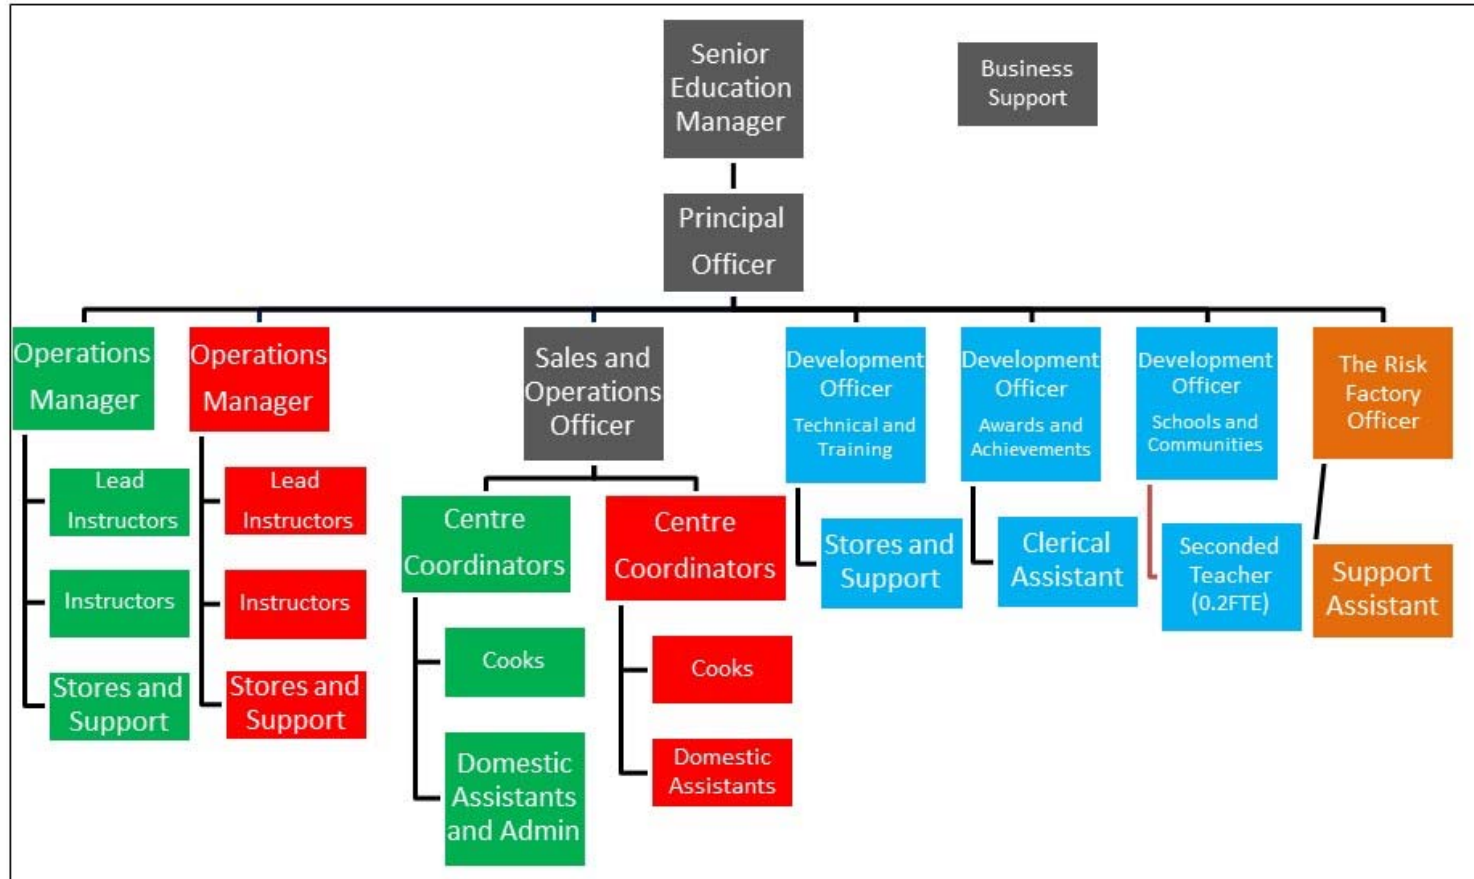 Senior
Education
Manager
Business
Support
Principal
Officer
Operations
Manager
Operations
Manager
Sales and
Operations
Officer
Development
Officer
Technical and
Training
Development
Officer
Awards and
Achievements
Development
Officer
Schools and
Communities
The Risk
Factory
Officer
Lead
Instructors
Instructors
Stores and
Support
Lead
Instructors
Instructors
Stores and
Support
Centre
Coordinators
Cooks
Domestic
Assistants
and Admin
Centre
Coordinators
Cooks
Domestic
Assistants
Stores and
Support
Clerical
Assistant
Seconded
Teacher
(0.2FTE)
Support
Assistant